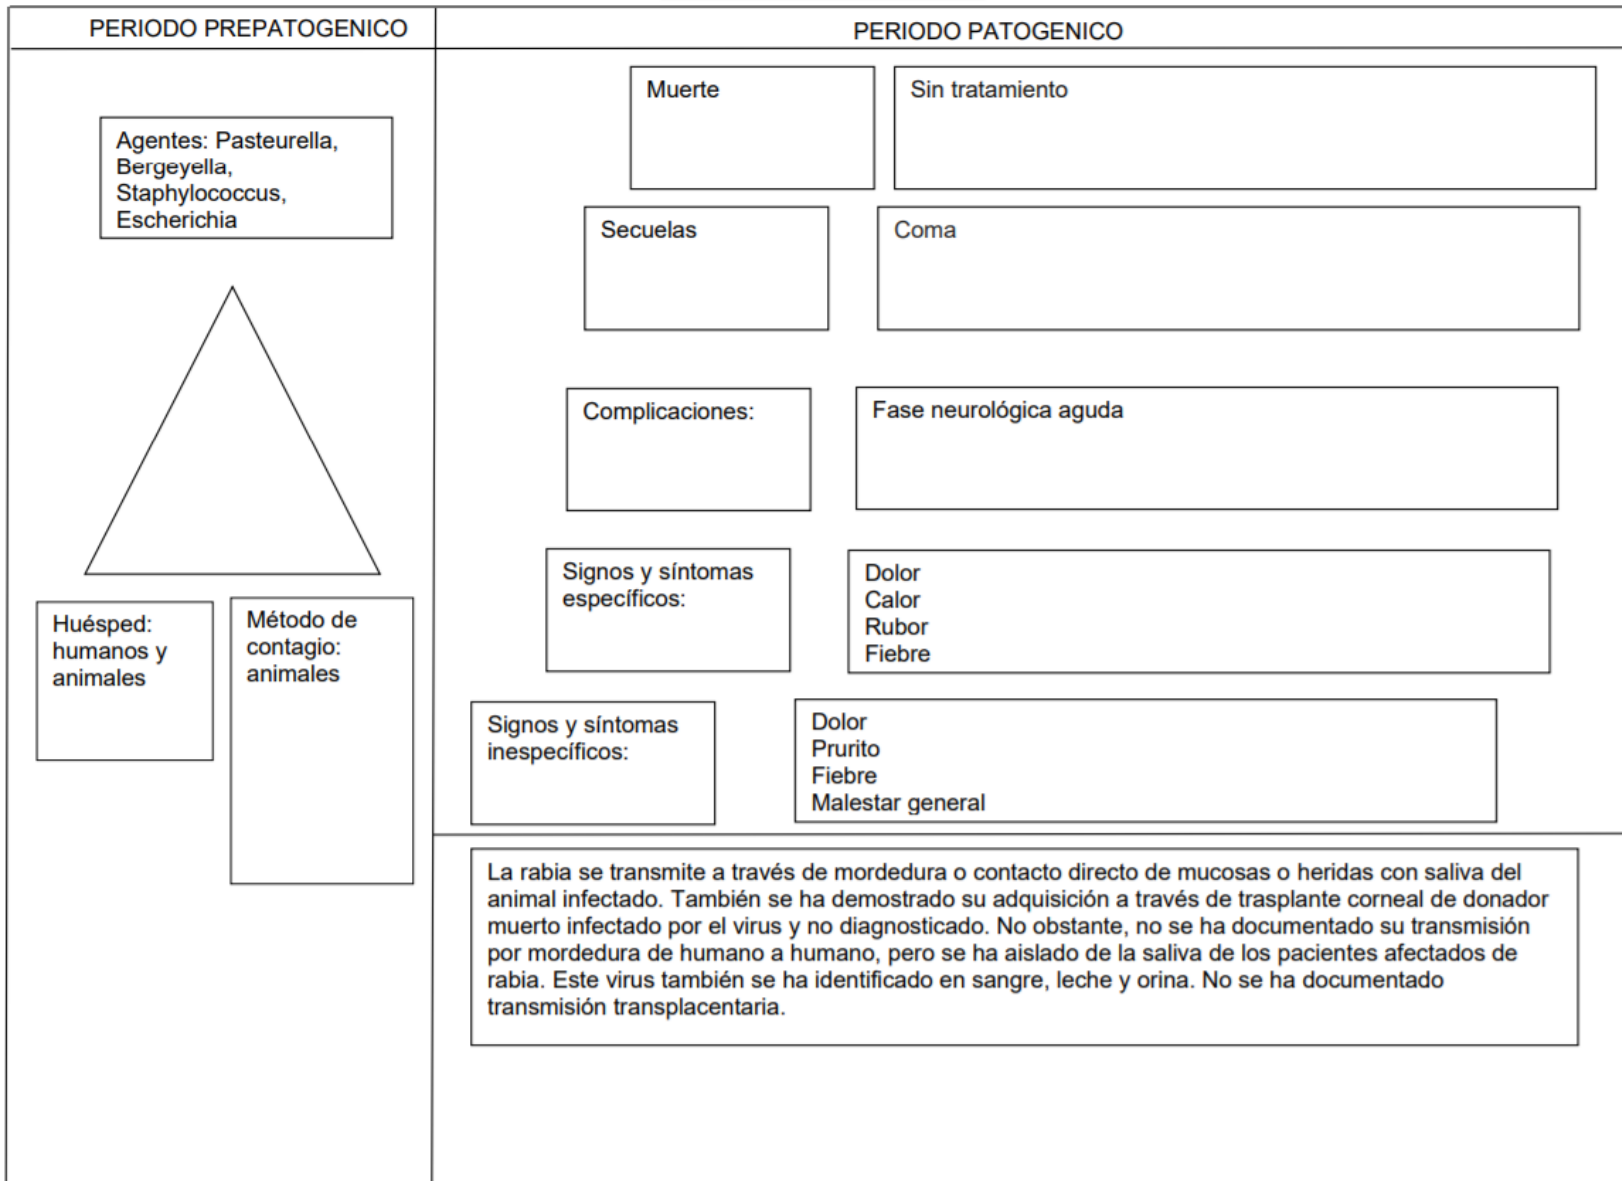 PERIODO PREPATOGENICO
PERIODO PATOGENICO
Agentes: Pasteurella,
Bergeyella,
Staphylococcus,
Escherichia
Huésped:
humanos y
animales
Método de
contagio:
animales
Muerte
Sin tratamiento
Secuelas
Coma
Complicaciones:
Fase neurológica aguda
Signos y síntomas
específicos:
Dolor
Calor
Rubor
Fiebre
Signos y síntomas
inespecíficos:
Dolor
Prurito
Fiebre
Malestar general
La rabia se transmite a través de mordedura o contacto directo de mucosas o heridas con saliva del
animal infectado. También se ha demostrado su adquisición a través de trasplante corneal de donador
muerto infectado por el virus y no diagnosticado. No obstante, no se ha documentado su transmisión
por mordedura de humano a humano, pero se ha aislado de la saliva de los pacientes afectados de
rabia. Este virus también se ha identificado en sangre, leche y orina. No se ha documentado
transmisión transplacentaria.